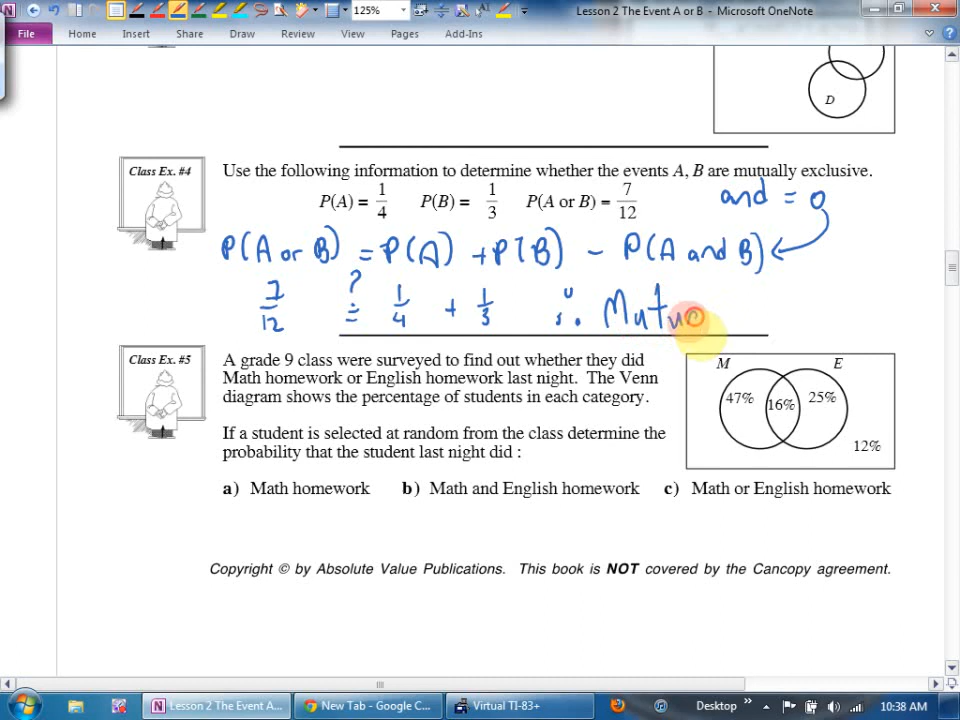 125%
Lesson 2 The Event A or B - Microsoft OneNote
File Home Insert Share Draw Review View Pages Add-Ins
D
Class Ex. #4
Use the following information to determine whether the events A, B are mutually exclusive.
P(A) = 1/4 P(B) = 1/3 P(A or B) = 7/12
and = 0
P(A or B) = P(A) + P(B) - P(A and B)
7/12 ?= 1/4 + 1/3 ∴ Mutuo
Class Ex. #5
A grade 9 class were surveyed to find out whether they did
Math homework or English homework last night. The Venn
diagram shows the percentage of students in each category.
If a student is selected at random from the class determine the
probability that the student last night did :
M E
47% 16% 25%
12%
a) Math homework b) Math and English homework c) Math or English homework
Copyright © by Absolute Value Publications. This book is NOT covered by the Cancopy agreement.
Lesson 2 The Event A... New Tab - Google C... Virtual TI-83+ Desktop 10:38 AM